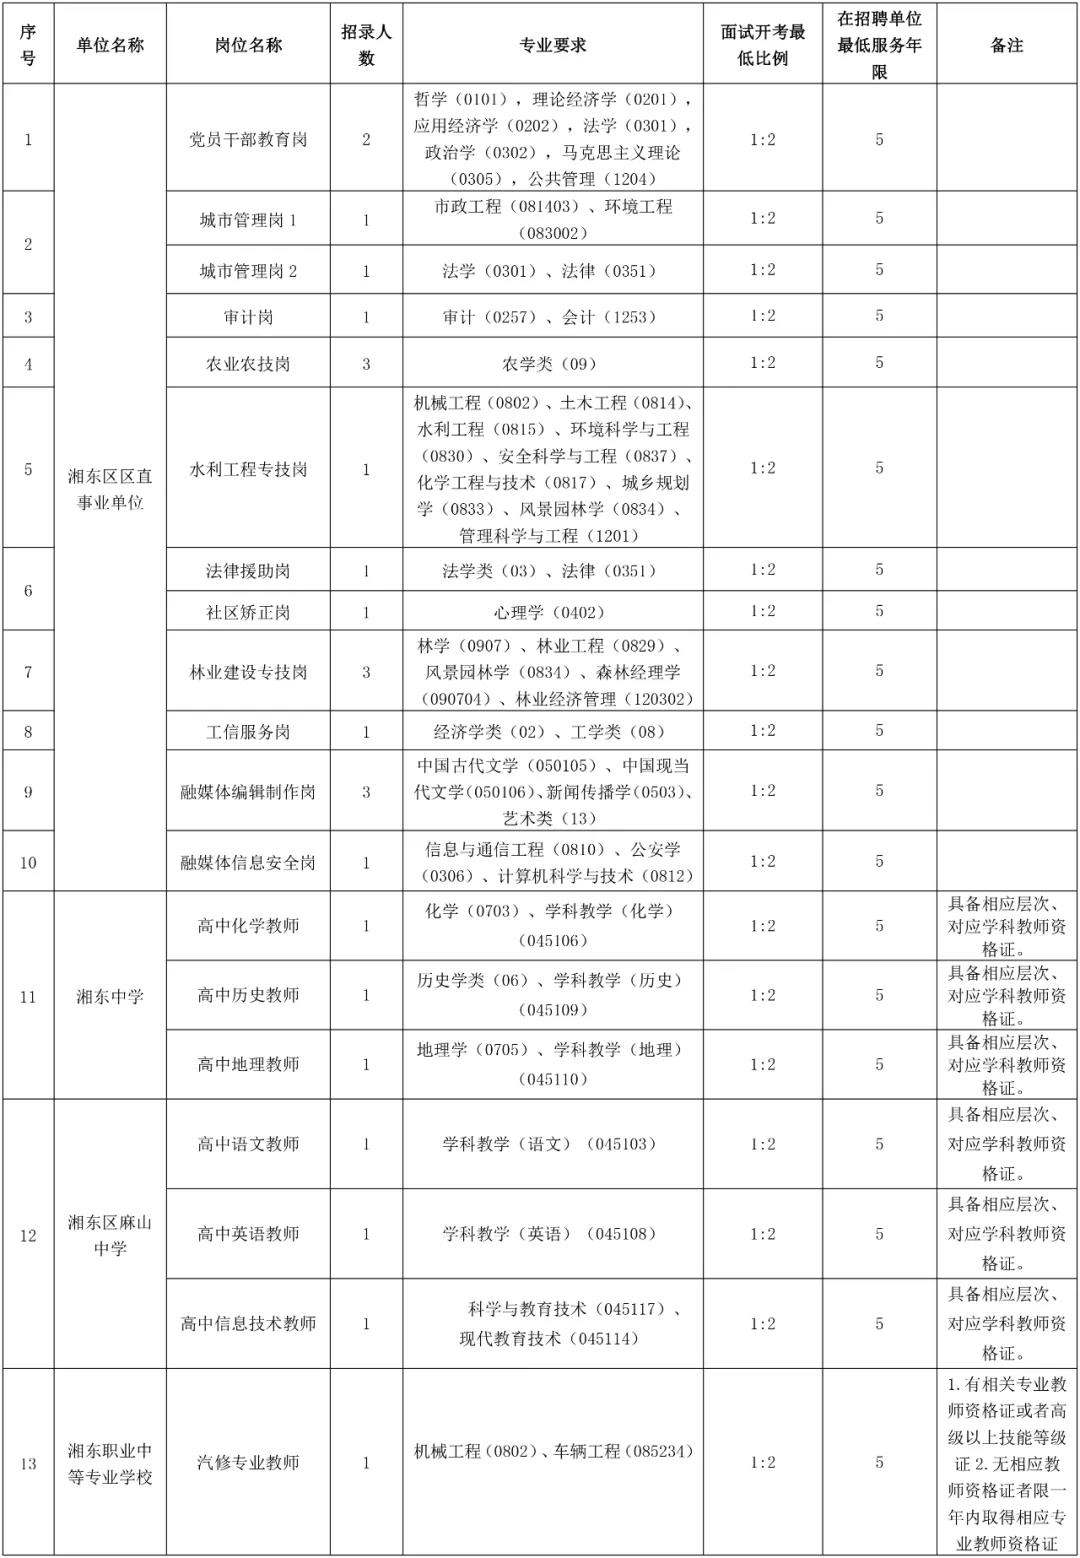 序号
单位名称
岗位名称
招录人数
专业要求
面试开考最低比例
在招聘单位最低服务年限
备注
1
湘东区区直
事业单位
党员干部教育岗
2
哲学（0101），理论经济学（0201），
应用经济学（0202），法学（0301），
政治学（0302），马克思主义理论
（0305），公共管理（1204）
1:2
5
2
城市管理岗1
1
市政工程（081403）、环境工程
（083002）
1:2
5
城市管理岗2
1
法学（0301）、法律（0351）
1:2
5
3
审计岗
1
审计（0257）、会计（1253）
1:2
5
4
农业农技岗
3
农学类（09）
1:2
5
5
水利工程专技岗
1
机械工程（0802）、土木工程（0814）、
水利工程（0815）、环境科学与工程
（0830）、安全科学与工程（0837）、
化学工程与技术（0817）、城乡规划
学（0833）、风景园林学（0834）、
管理科学与工程（1201）
1:2
5
6
法律援助岗
1
法学类（03）、法律（0351）
1:2
5
社区矫正岗
1
心理学（0402）
1:2
5
7
林业建设专技岗
3
林学（0907）、林业工程（0829）、
风景园林学（0834）、森林经理学
（090704）、林业经济管理（120302）
1:2
5
8
工信服务岗
1
经济学类（02）、工学类（08）
1:2
5
9
融媒体编辑制作岗
3
中国古代文学（050105）、中国现当
代文学（050106）、新闻传播学（0503）、
艺术类（13）
1:2
5
10
融媒体信息安全岗
1
信息与通信工程（0810）、公安学
（0306）、计算机科学与技术（0812）
1:2
5
11
湘东中学
高中化学教师
1
化学（0703）、学科教学（化学）
（045106）
1:2
5
具备相应层次、
对应学科教师资
格证。
高中历史教师
1
历史学类（06）、学科教学（历史）
（045109）
1:2
5
具备相应层次、
对应学科教师资
格证。
高中地理教师
1
地理学（0705）、学科教学（地理）
（045110）
1:2
5
具备相应层次、
对应学科教师资
格证。
12
湘东区麻山
中学
高中语文教师
1
学科教学（语文）（045103）
1:2
5
具备相应层次、
对应学科教师资
格证。
高中英语教师
1
学科教学（英语）（045108）
1:2
5
具备相应层次、
对应学科教师资
格证。
高中信息技术教师
1
科学与教育技术（045117）、
现代教育技术（045114）
1:2
5
具备相应层次、
对应学科教师资
格证。
13
湘东职业中
等专业学校
汽修专业教师
1
机械工程（0802）、车辆工程（085234）
1:2
5
1.有相关专业教
师资格证或者高
级以上技能等级
证 2.无相应教
师资格证者限一
年内取得相应专
业教师资格证